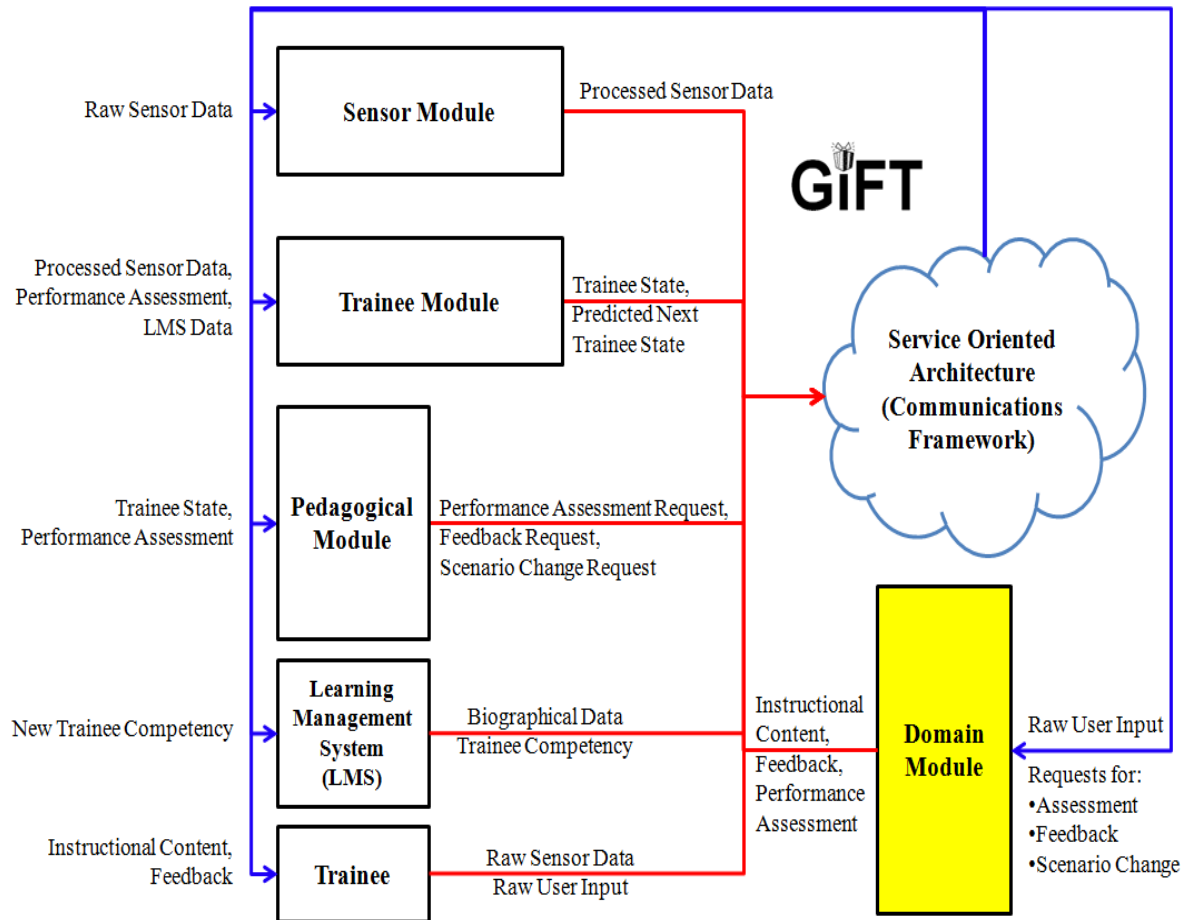 Raw Sensor Data
Sensor Module
Processed Sensor Data
GiFT
Processed Sensor Data,
Performance Assessment,
LMS Data
Trainee Module
Trainee State,
Predicted Next
Trainee State
Service Oriented
Architecture
(Communications
Framework)
Trainee State,
Performance Assessment
Pedagogical
Module
Performance Assessment Request,
Feedback Request,
Scenario Change Request
New Trainee Competency
Learning
Management
System
(LMS)
Biographical Data
Trainee Competency
Instructional
Content,
Feedback,
Performance
Assessment
Domain
Module
Raw User Input
Requests for:
•Assessment
•Feedback
•Scenario Change
Instructional Content,
Feedback
Trainee
Raw Sensor Data
Raw User Input